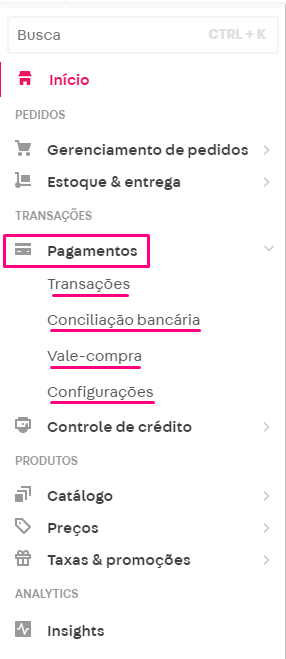 Busca CTRL + K
Início
PEDIDOS
Gerenciamento de pedidos
Estoque & entrega
TRANSAÇÕES
Pagamentos
Transações
Conciliação bancária
Vale-compra
Configurações
Controle de crédito
PRODUTOS
Catálogo
Preços
Taxas & promoções
ANALYTICS
Insights